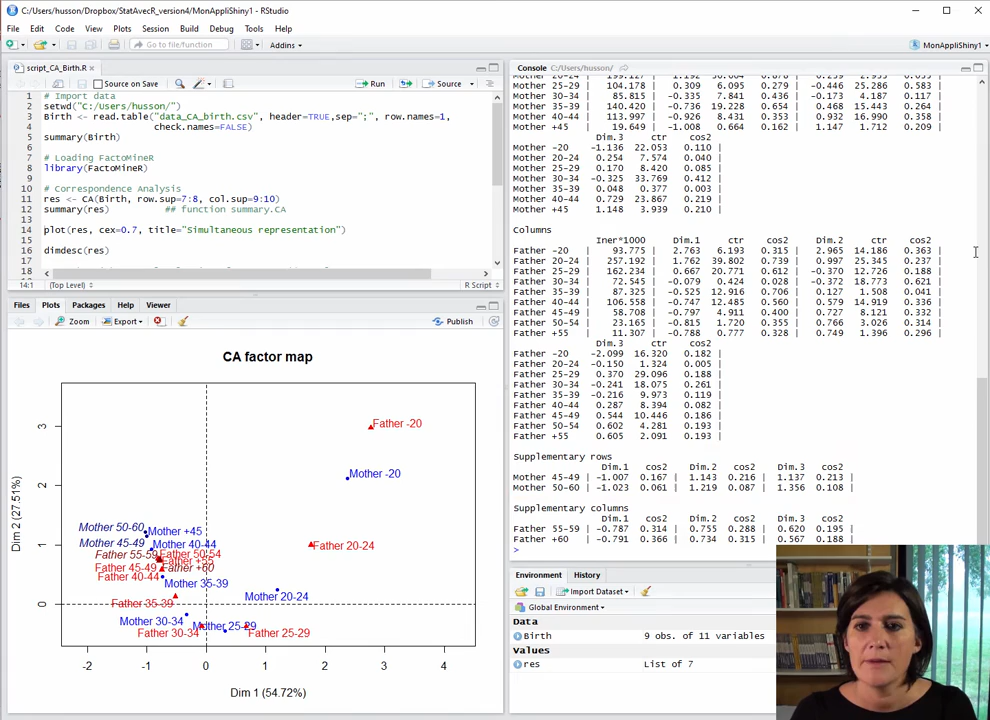 C:/Users/husson/Dropbox/StatAvecR_version4/MonAppliShiny1 - RStudio
File Edit Code View Plots Session Build Debug Tools Help
Go to file/function
Addins
MonAppliShiny1
script_CA_Birth.R
Source on Save
Run
Source
1 # Import data
2 setwd("C:/Users/husson/")
3 Birth <- read.table("data_CA_birth.csv", header=TRUE,sep=";", row.names=1,
4 check.names=FALSE)
5 summary(Birth)
6
7 # Loading FactoMineR
8 library(FactoMineR)
9
10 # Correspondence Analysis
11 res <- CA(Birth, row.sup=7:8, col.sup=9:10)
12 summary(res) ## function summary.CA
13
14 plot(res, cex=0.7, title="Simultaneous representation")
15
16 dimdesc(res)
17
18
14:1 (Top Level) R Script
Files Plots Packages Help Viewer
Zoom Export Publish
CA factor map
Dim 2 (27.51%)
3
2
1
0
Father -20
Mother -20
Mother 50-60
Mother +45
Mother 45-49
Mother 40-44
Father 20-24
Father 55-59
Father 50-54
Father +55
Father 45-49
Father +60
Father 40-44
Mother 35-39
Mother 20-24
Father 35-39
Mother 30-34
Mother 25-29
Father 30-34
Father 25-29
-2 -1 0 1 2 3 4
Dim 1 (54.72%)
Console C:/Users/husson/
Mother 25-29 | 104.178 | 0.309 6.095 0.279 | -0.446 25.286 0.583 |
Mother 30-34 | 85.815 | -0.335 7.841 0.436 | -0.173 4.187 0.117 |
Mother 35-39 | 140.420 | -0.736 19.228 0.654 | 0.468 15.443 0.264 |
Mother 40-44 | 113.997 | -0.926 8.431 0.353 | 0.932 16.990 0.358 |
Mother +45 | 19.649 | -1.008 0.664 0.162 | 1.147 1.712 0.209 |
Dim.3 ctr cos2
Mother -20 -1.136 22.053 0.110 |
Mother 20-24 0.254 7.574 0.040 |
Mother 25-29 0.170 8.420 0.085 |
Mother 30-34 -0.325 33.769 0.412 |
Mother 35-39 0.048 0.377 0.003 |
Mother 40-44 0.729 23.867 0.219 |
Mother +45 1.148 3.939 0.210 |
Columns
Iner*1000 Dim.1 ctr cos2 Dim.2 ctr cos2
Father -20 | 93.775 | 2.763 6.193 0.315 | 2.965 14.186 0.363 |
Father 20-24 | 257.192 | 1.762 39.802 0.739 | 0.997 25.345 0.237 |
Father 25-29 | 162.234 | 0.667 20.771 0.612 | -0.370 12.726 0.188 |
Father 30-34 | 72.545 | -0.079 0.424 0.028 | -0.372 18.773 0.621 |
Father 35-39 | 87.325 | -0.525 12.916 0.706 | 0.127 1.508 0.041 |
Father 40-44 | 106.558 | -0.747 12.485 0.560 | 0.579 14.919 0.336 |
Father 45-49 | 58.708 | -0.797 4.911 0.400 | 0.727 8.121 0.332 |
Father 50-54 | 23.165 | -0.815 1.720 0.355 | 0.766 3.026 0.314 |
Father +55 | 11.307 | -0.788 0.777 0.328 | 0.749 1.396 0.296 |
Dim.3 ctr cos2
Father -20 -2.099 16.320 0.182 |
Father 20-24 -0.150 1.324 0.005 |
Father 25-29 0.370 29.096 0.188 |
Father 30-34 -0.241 18.075 0.261 |
Father 35-39 -0.216 9.973 0.119 |
Father 40-44 0.287 8.394 0.082 |
Father 45-49 0.544 10.446 0.186 |
Father 50-54 0.602 4.281 0.193 |
Father +55 0.605 2.091 0.193 |
Supplementary rows
Dim.1 cos2 Dim.2 cos2 Dim.3 cos2
Mother 45-49 | -1.007 0.167 | 1.143 0.216 | 1.137 0.213 |
Mother 50-60 | -1.023 0.061 | 1.219 0.087 | 1.356 0.108 |
Supplementary columns
Dim.1 cos2 Dim.2 cos2 Dim.3 cos2
Father 55-59 | -0.787 0.314 | 0.755 0.288 | 0.620 0.195 |
Father +60 | -0.791 0.366 | 0.734 0.315 | 0.567 0.188 |
>
Environment History
Import Dataset
Global Environment
Data
Birth 9 obs. of 11 variables
Values
res List of 7